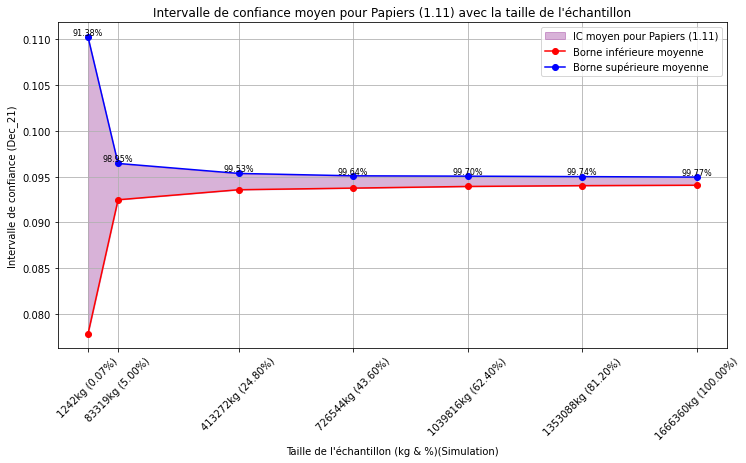 Intervalle de confiance moyen pour Papiers (1.11) avec la taille de l'échantillon
IC moyen pour Papiers (1.11)
Borne inférieure moyenne
Borne supérieure moyenne
91.38%
98.95%
99.53%
99.64%
99.70%
99.74%
99.77%
Intervalle de confiance (Dec_21)
0.110
0.105
0.100
0.095
0.090
0.085
0.080
1242kg (0.07%)
83319kg (5.00%)
413272kg (24.80%)
726544kg (43.60%)
1039816kg (62.40%)
1353088kg (81.20%)
1666360kg (100.00%)
Taille de l'échantillon (kg & %)(Simulation)